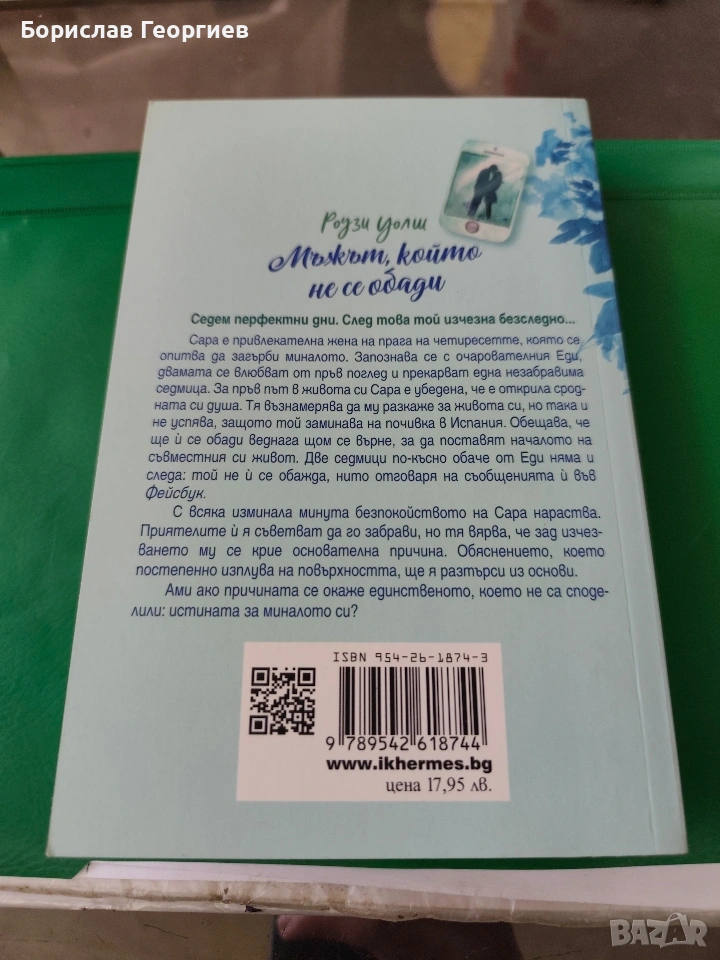 Борислав Георгиев
Роузи Уолш
Мъжът, който
не се обади
Седем перфектни дни. След това той изчезна безследно...
Сара е привлекателна жена на прага на четиресетте, която се
опитва да загърби миналото. Запознава се с очарователния Еди,
двамата се влюбват от пръв поглед и прекарват една незабравима
седмица. За пръв път в живота си Сара е убедена, че е открила срод-
ната си душа. Тя възнамерява да му разкаже за живота си, но така и
не успява, защото той заминава на почивка в Испания. Обещава, че
ще ѝ се обади веднага щом се върне, за да поставят началото на
съвместния си живот. Две седмици по-късно обаче от Еди няма и
следа: той не ѝ се обажда, нито отговаря на съобщенията ѝ във
Фейсбук.
С всяка изминала минута безпокойството на Сара нараства.
Приятелите ѝ я съветват да го забрави, но тя вярва, че зад изчез-
ването му се крие основателна причина. Обяснението, което
постепенно изплува на повърхността, ще я разтърси из основи.
Ами ако причината се окаже единственото, което не са споде-
лили: истината за миналото си?
ISBN 954-26-1874-3
9 789542 618744
www.ikhermes.bg
цена 17,95 лв.
BAZAR